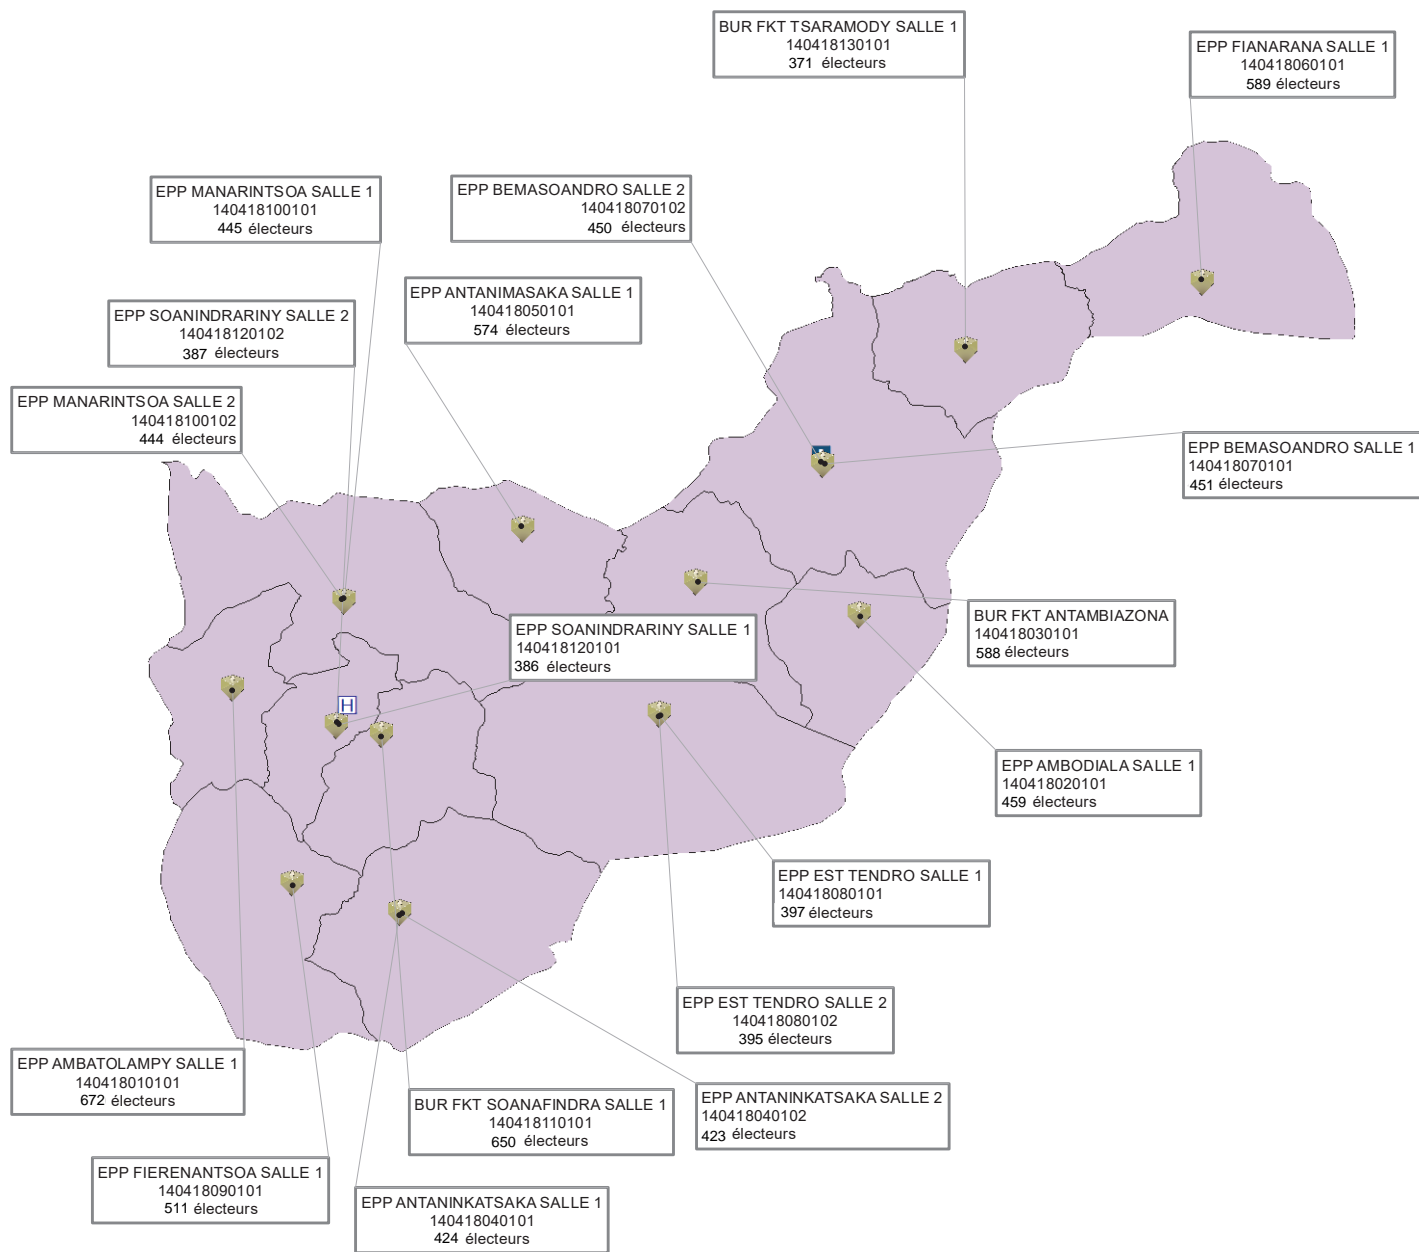 BUR FKT TSARAMODY SALLE 1
140418130101
371 électeurs
EPP FIANARANA SALLE 1
140418060101
589 électeurs
EPP MANARINTSOA SALLE 1
140418100101
445 électeurs
EPP BEMASOANDRO SALLE 2
140418070102
450 électeurs
EPP ANTANIMASAKA SALLE 1
140418050101
574 électeurs
EPP SOANINDRARINY SALLE 2
140418120102
387 électeurs
EPP MANARINTSOA SALLE 2
140418100102
444 électeurs
EPP BEMASOANDRO SALLE 1
140418070101
451 électeurs
BUR FKT ANTAMBIAZONA
140418030101
588 électeurs
EPP SOANINDRARINY SALLE 1
140418120101
386 électeurs
H
EPP AMBODIALA SALLE 1
140418020101
459 électeurs
EPP EST TENDRO SALLE 1
140418080101
397 électeurs
EPP EST TENDRO SALLE 2
140418080102
395 électeurs
EPP AMBATOLAMPY SALLE 1
140418010101
672 électeurs
BUR FKT SOANAFINDRA SALLE 1
140418110101
650 électeurs
EPP ANTANINKATSAKA SALLE 2
140418040102
423 électeurs
EPP FIERENANTSOA SALLE 1
140418090101
511 électeurs
EPP ANTANINKATSAKA SALLE 1
140418040101
424 électeurs